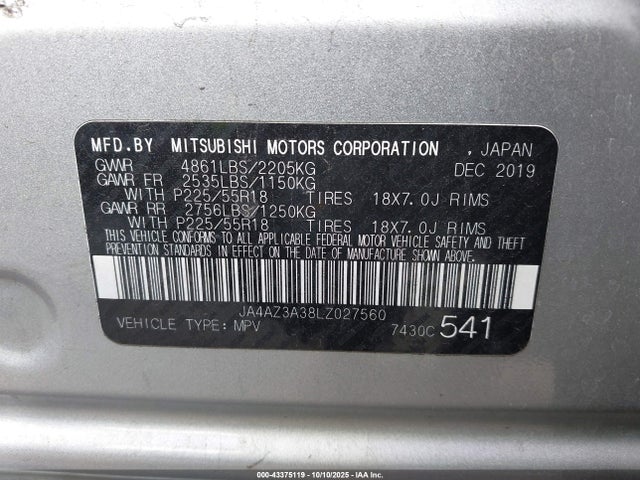 MFD.BY MITSUBISHI MOTORS CORPORATION , JAPAN
GVWR 4861LBS/2205KG DEC 2019
GAWR FR 2535LBS/1150KG
WITH P225/55R18 TIRES 18X7.0J RIMS
GAWR RR 2756LBS/1250KG
WITH P225/55R18 TIRES 18X7.0J RIMS
THIS VEHICLE CONFORMS TO ALL APPLICABLE FEDERAL MOTOR VEHICLE SAFETY AND THEFT
PREVENTION STANDARDS IN EFFECT ON THE DATE OF MANUFACTURE SHOWN ABOVE.
JA4AZ3A38LZ027560
VEHICLE TYPE: MPV 7430C 541
000-43375119 | 10/10/2025 - IAA Inc.